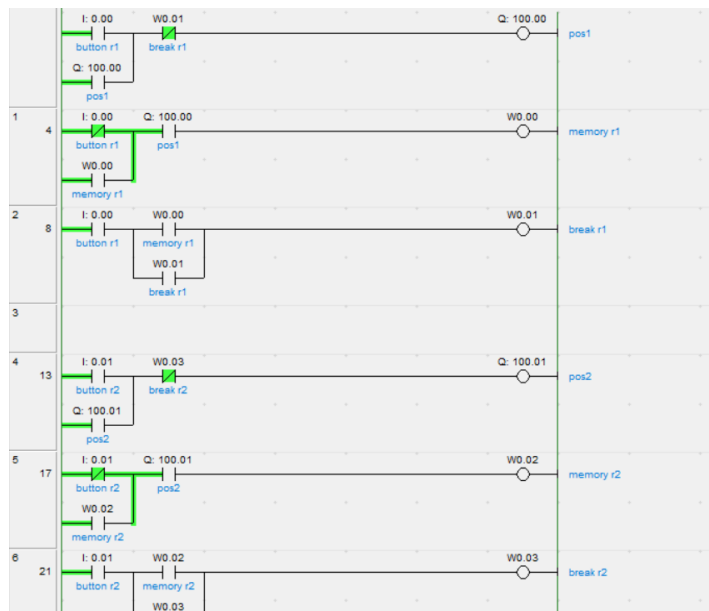 I: 0.00 W0.01 Q: 100.00
button r1 break r1 pos1
Q: 100.00
pos1
1 I: 0.00 Q: 100.00 W0.00
4 button r1 pos1 memory r1
W0.00
memory r1
2 I: 0.00 W0.00 W0.01
8 button r1 memory r1 break r1
W0.01
break r1
3
4 I: 0.01 W0.03 Q: 100.01
13 button r2 break r2 pos2
Q: 100.01
pos2
5 I: 0.01 Q: 100.01 W0.02
17 button r2 pos2 memory r2
W0.02
memory r2
6 I: 0.01 W0.02 W0.03
21 button r2 memory r2 break r2
W0.03